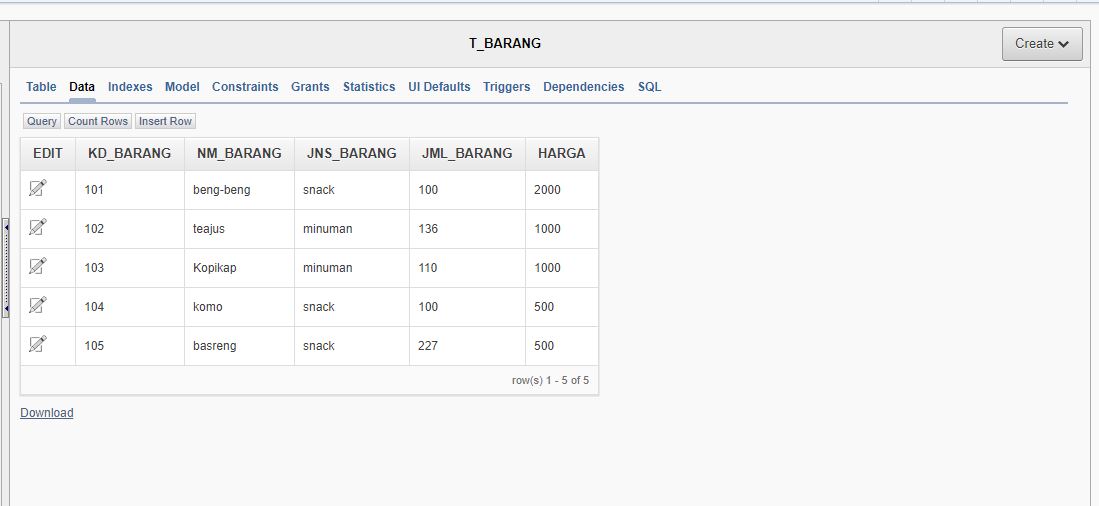 T_BARANG
Create
Table Data Indexes Model Constraints Grants Statistics UI Defaults Triggers Dependencies SQL
Query Count Rows Insert Row
EDIT KD_BARANG NM_BARANG JNS_BARANG JML_BARANG HARGA
101 beng-beng snack 100 2000
102 teajus minuman 136 1000
103 Kopikap minuman 110 1000
104 komo snack 100 500
105 basreng snack 227 500
row(s) 1 - 5 of 5
Download